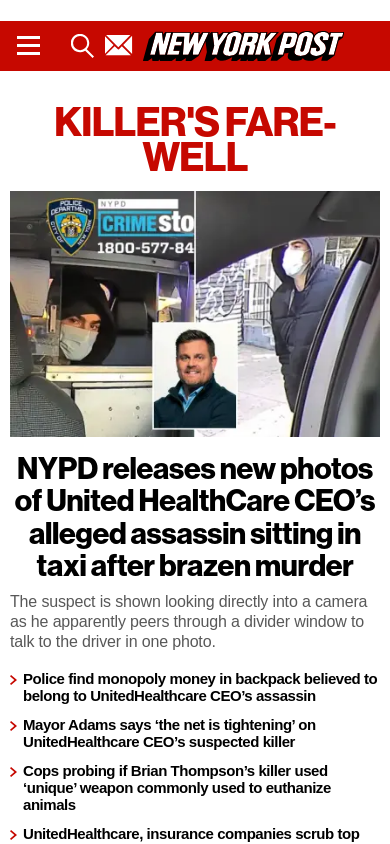 NEW YORK POST
KILLER'S FARE-
WELL
POLICE DEPARTMENT
CITY OF NEW YORK
NYPD
CRIMEsto
1800-577-84
NYPD releases new photos
of United HealthCare CEO’s
alleged assassin sitting in
taxi after brazen murder
The suspect is shown looking directly into a camera
as he apparently peers through a divider window to
talk to the driver in one photo.
Police find monopoly money in backpack believed to
belong to UnitedHealthcare CEO’s assassin
Mayor Adams says ‘the net is tightening’ on
UnitedHealthcare CEO’s suspected killer
Cops probing if Brian Thompson’s killer used
‘unique’ weapon commonly used to euthanize
animals
UnitedHealthcare, insurance companies scrub top